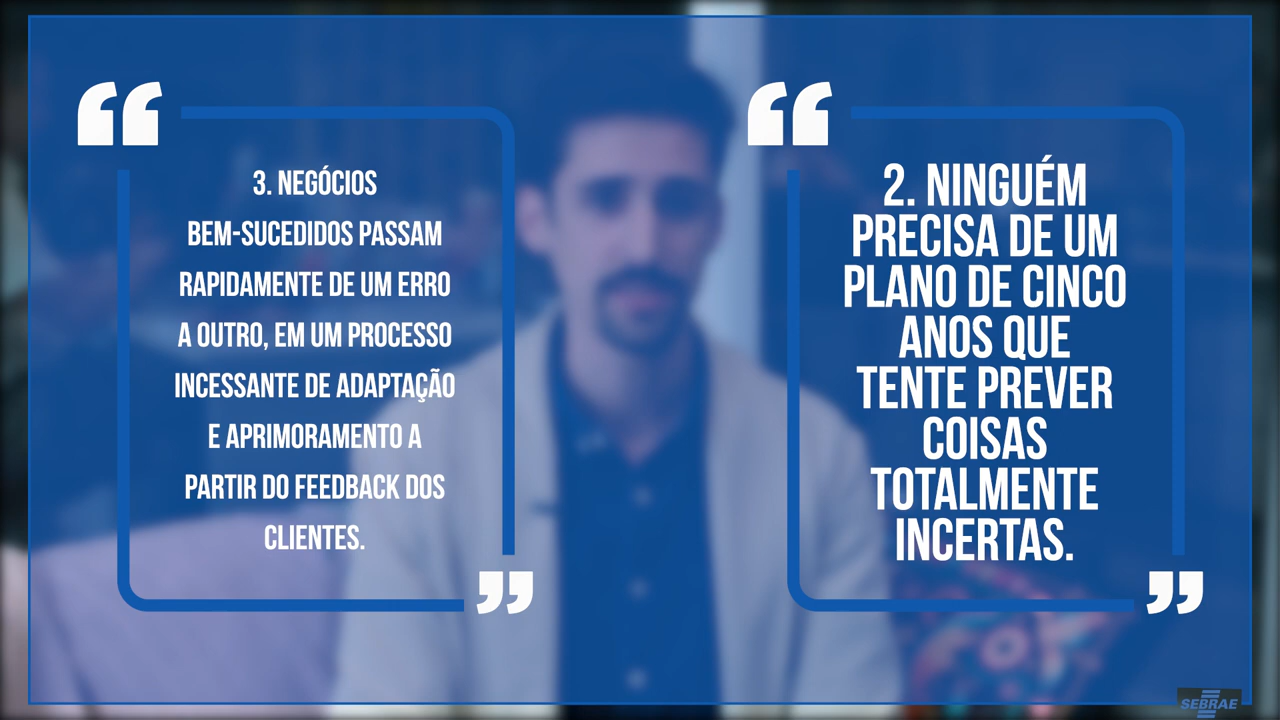 3. NEGÓCIOS
BEM-SUCEDIDOS PASSAM
RAPIDAMENTE DE UM ERRO
A OUTRO, EM UM PROCESSO
INCESSANTE DE ADAPTAÇÃO
E APRIMORAMENTO A
PARTIR DO FEEDBACK DOS
CLIENTES.
2. NINGUÉM
PRECISA DE UM
PLANO DE CINCO
ANOS QUE
TENTE PREVER
COISAS
TOTALMENTE
INCERTAS.
SEBRAE